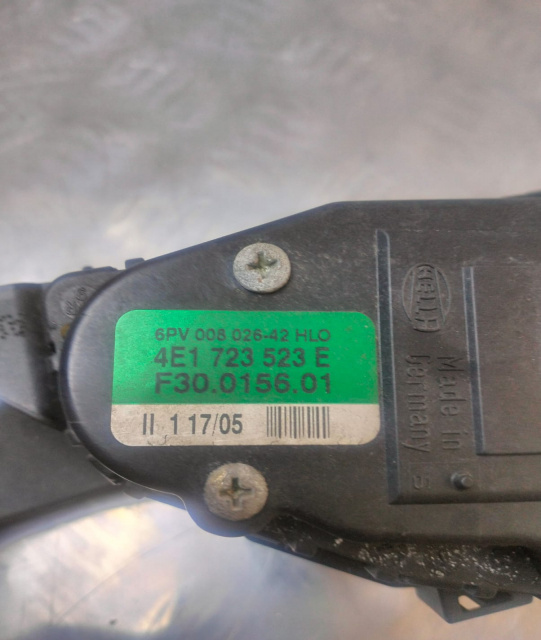 6PV 008 026-42 HLO
4E1 723 523 E
F30.0156.01
II 1 17/05
HELLA
Made in
Germany